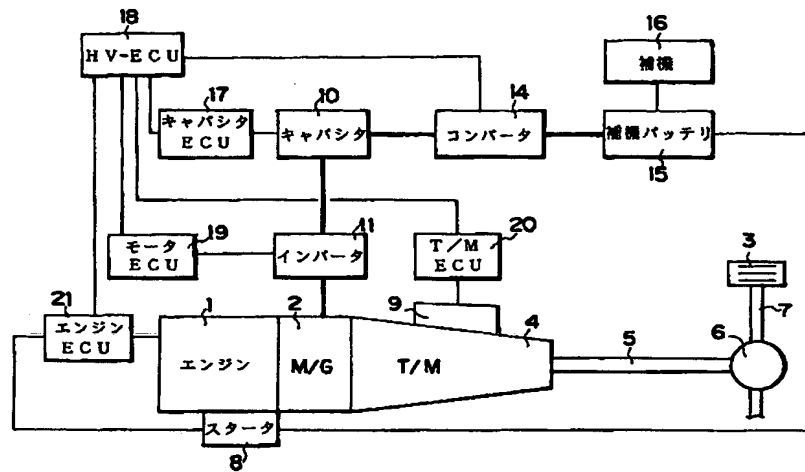 18
HV-ECU
16
補機
17
キャパシタ
ECU
10
キャパシタ
14
コンバータ
補機バッテリ
15
モータ
ECU
19
11
インバータ
T/M
ECU
20
3
7
21
エンジン
ECU
1
エンジン
2
M/G
9
T/M
4
5
6
スタータ
8